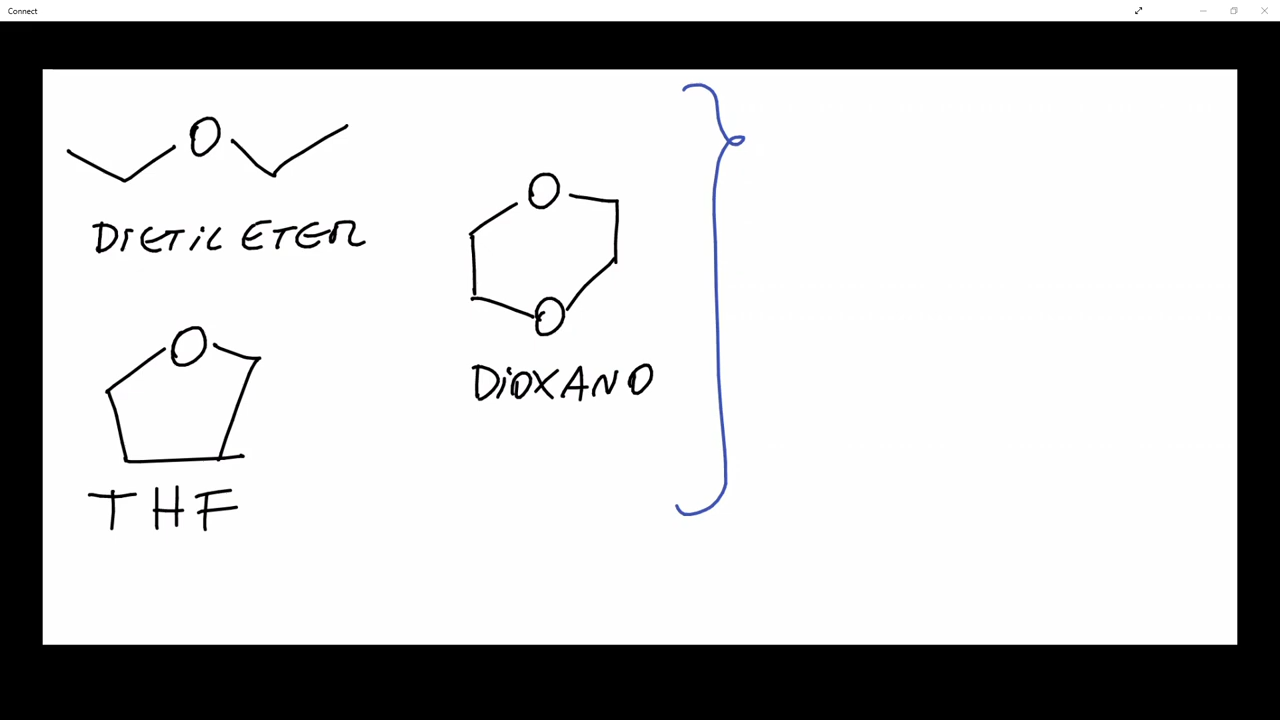 Connect
O
DIETIL ETER
O
O
DIOXANO
O
THF